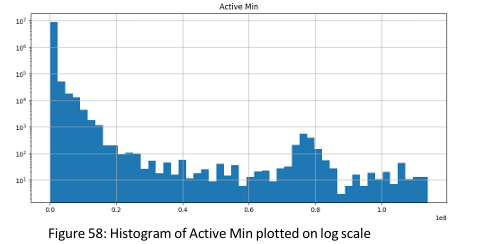 Active Min
10⁷
10⁶
10⁵
10⁴
10³
10²
10¹
0.0 0.2 0.4 0.6 0.8 1.0
1e8
Figure 58: Histogram of Active Min plotted on log scale